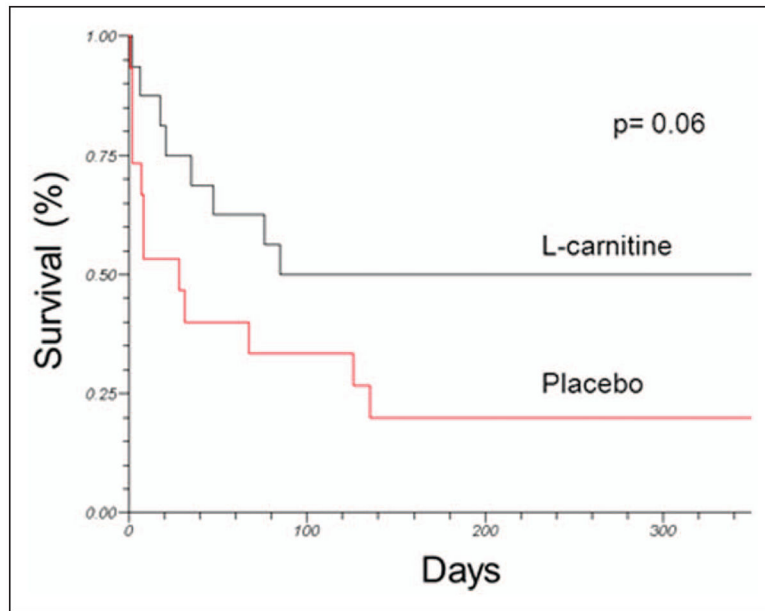 1.00
p= 0.06
0.75
L-carnitine
0.50
Survival (%)
Placebo
0.25
0.00
0 100 200 300
Days